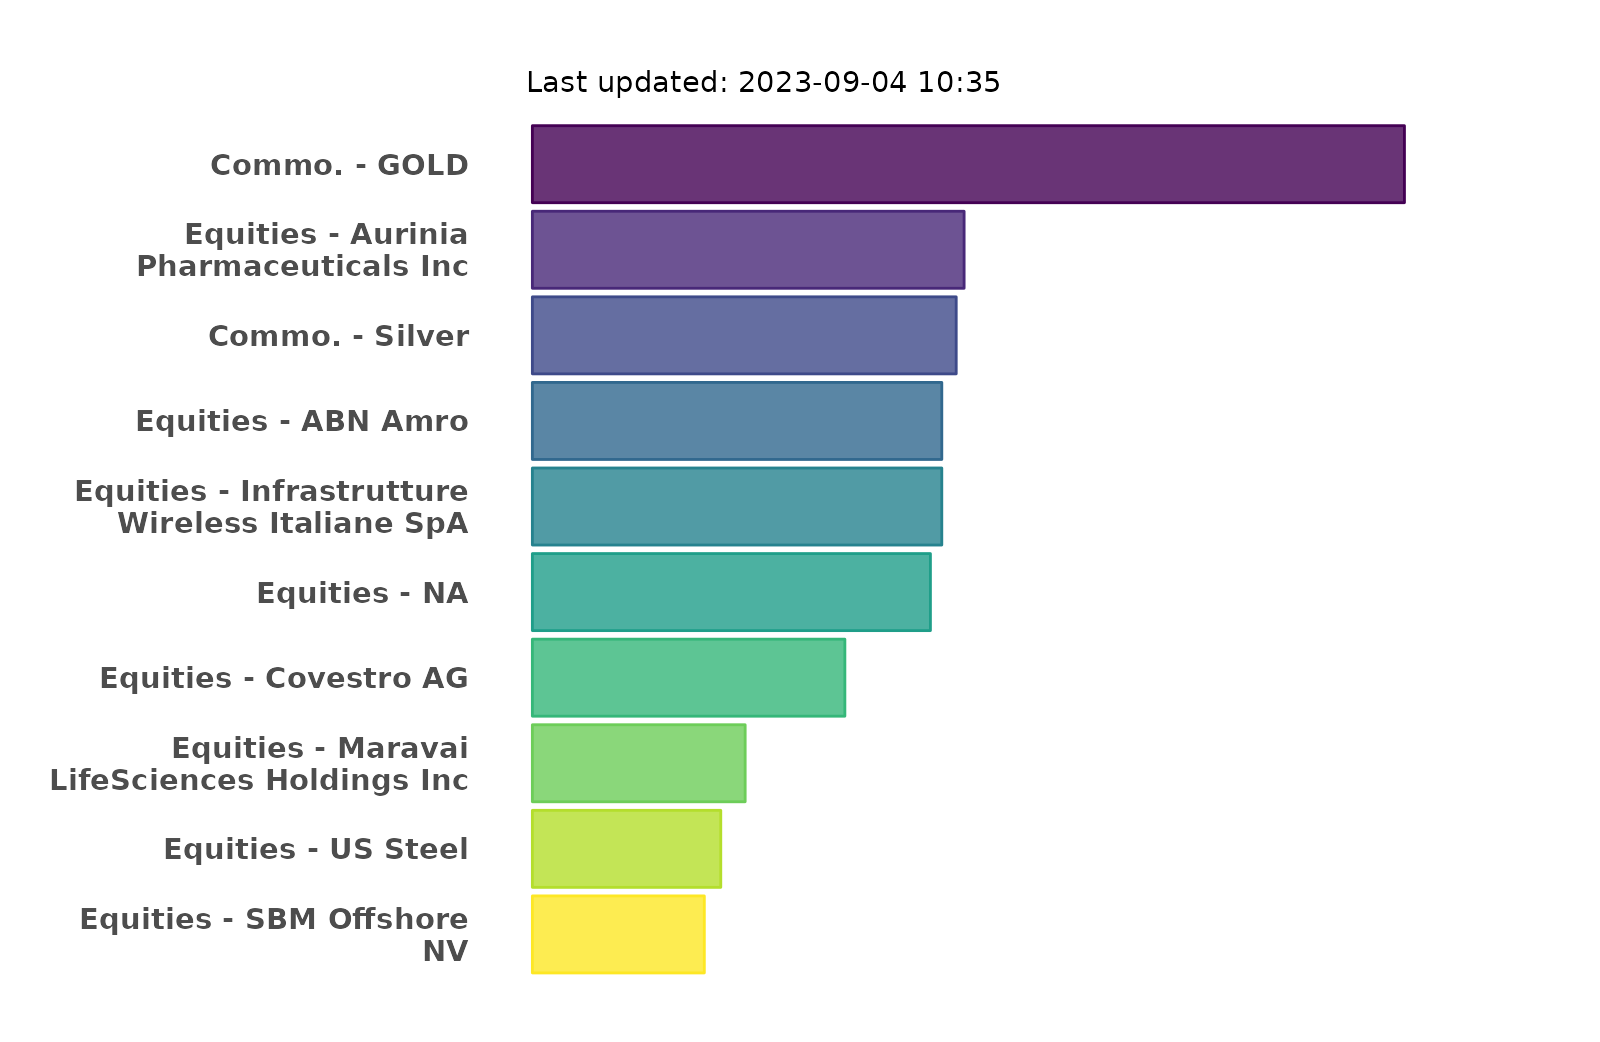 Last updated: 2023-09-04 10:35
Commo. - GOLD
Equities - Aurinia
Pharmaceuticals Inc
Commo. - Silver
Equities - ABN Amro
Equities - Infrastrutture
Wireless Italiane SpA
Equities - NA
Equities - Covestro AG
Equities - Maravai
LifeSciences Holdings Inc
Equities - US Steel
Equities - SBM Offshore
NV